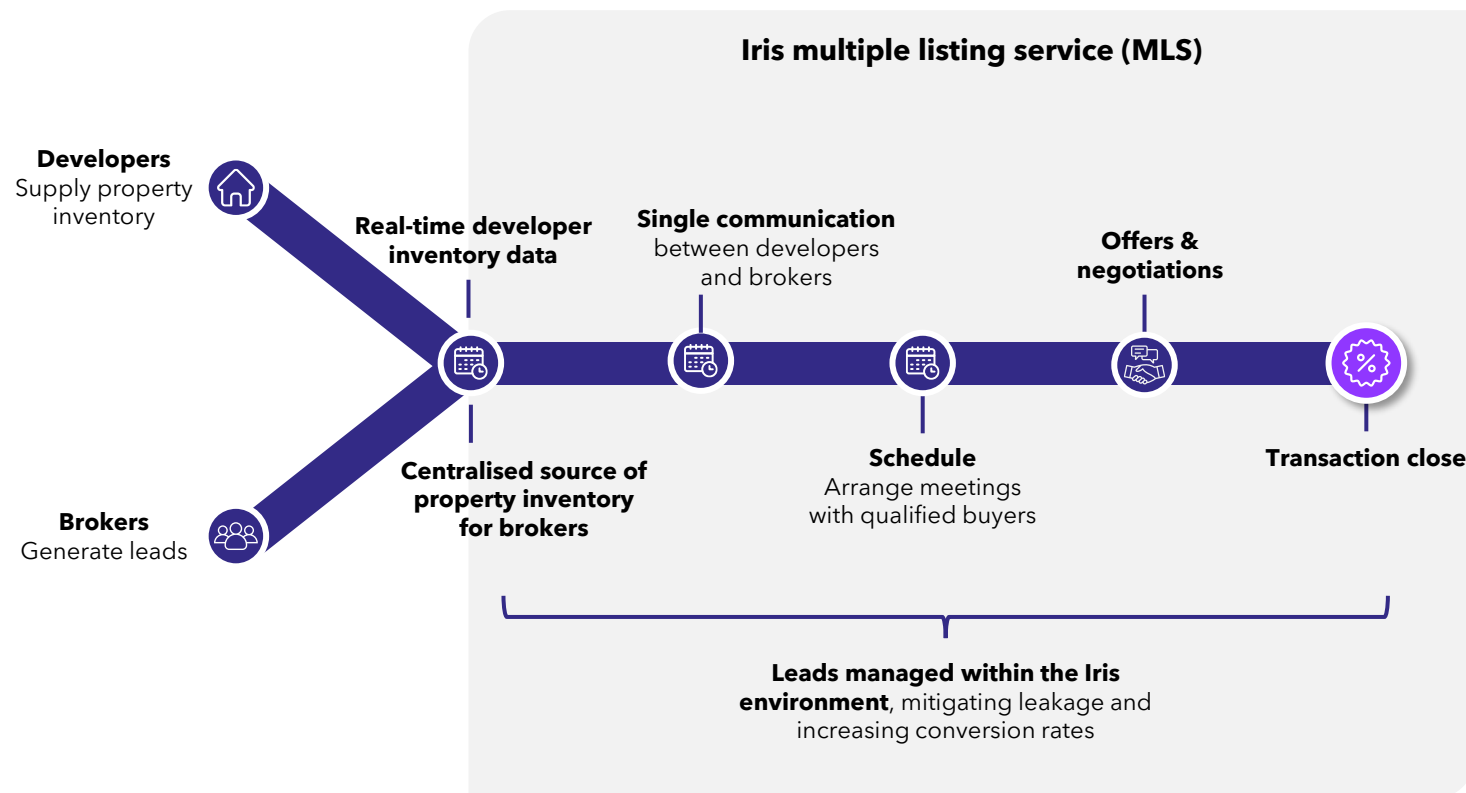 Iris multiple listing service (MLS)
Developers
Supply property
inventory
Real-time developer
inventory data
Single communication
between developers
and brokers
Offers &
negotiations
Centralised source of
property inventory
for brokers
Schedule
Arrange meetings
with qualified buyers
Transaction close
Brokers
Generate leads
Leads managed within the Iris
environment, mitigating leakage and
increasing conversion rates